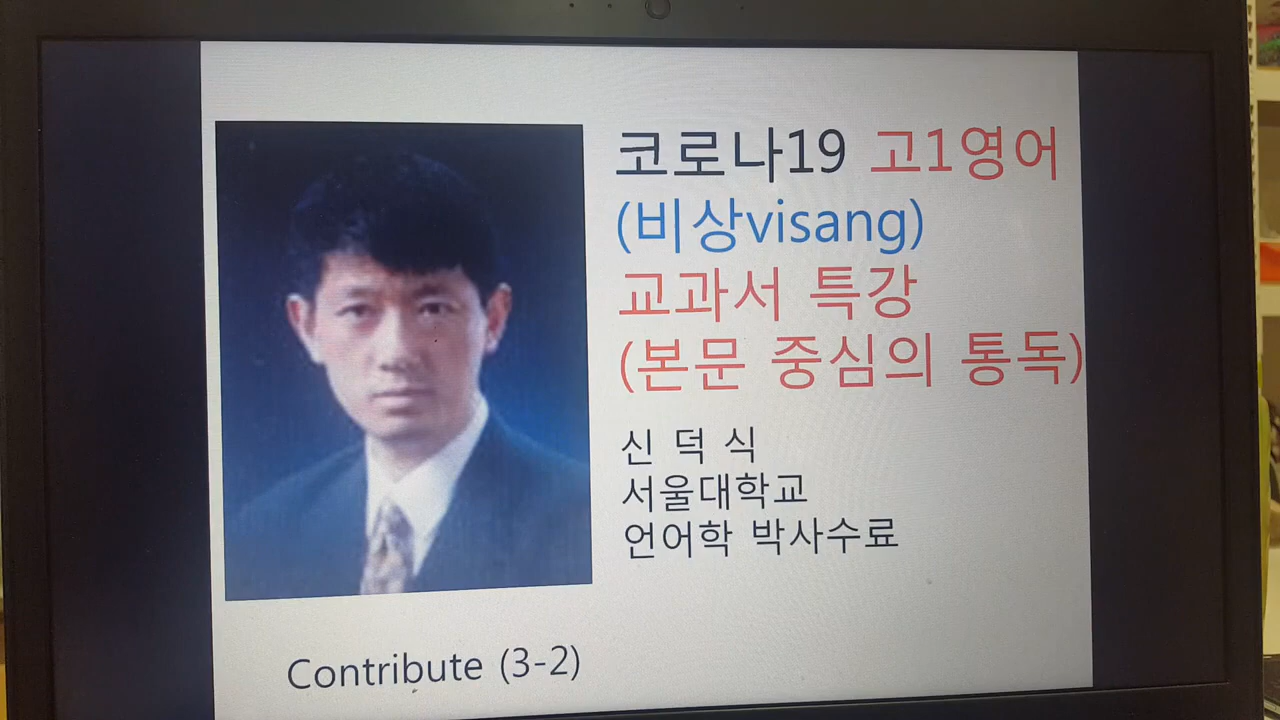 코로나19 고1영어
(비상visang)
교과서 특강
(본문 중심의 통독)
신 덕 식
서울대학교
언어학 박사수료
Contribute (3-2)